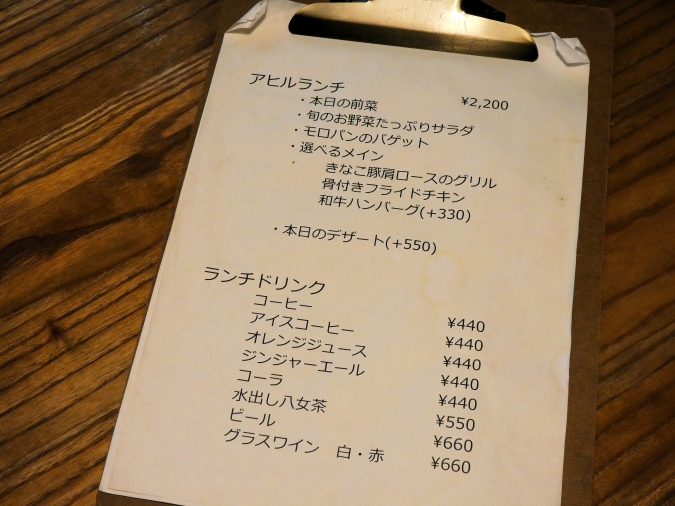 アヒルランチ ¥2,200
・本日の前菜
・旬のお野菜たっぷりサラダ
・モロパンのバゲット
・選べるメイン
きなこ豚肩ロースのグリル
骨付きフライドチキン
和牛ハンバーグ(+330)
・本日のデザート(+550)
ランチドリンク
コーヒー ¥440
アイスコーヒー ¥440
オレンジジュース ¥440
ジンジャーエール ¥440
コーラ ¥440
水出し八女茶 ¥550
ビール ¥660
グラスワイン 白・赤 ¥660